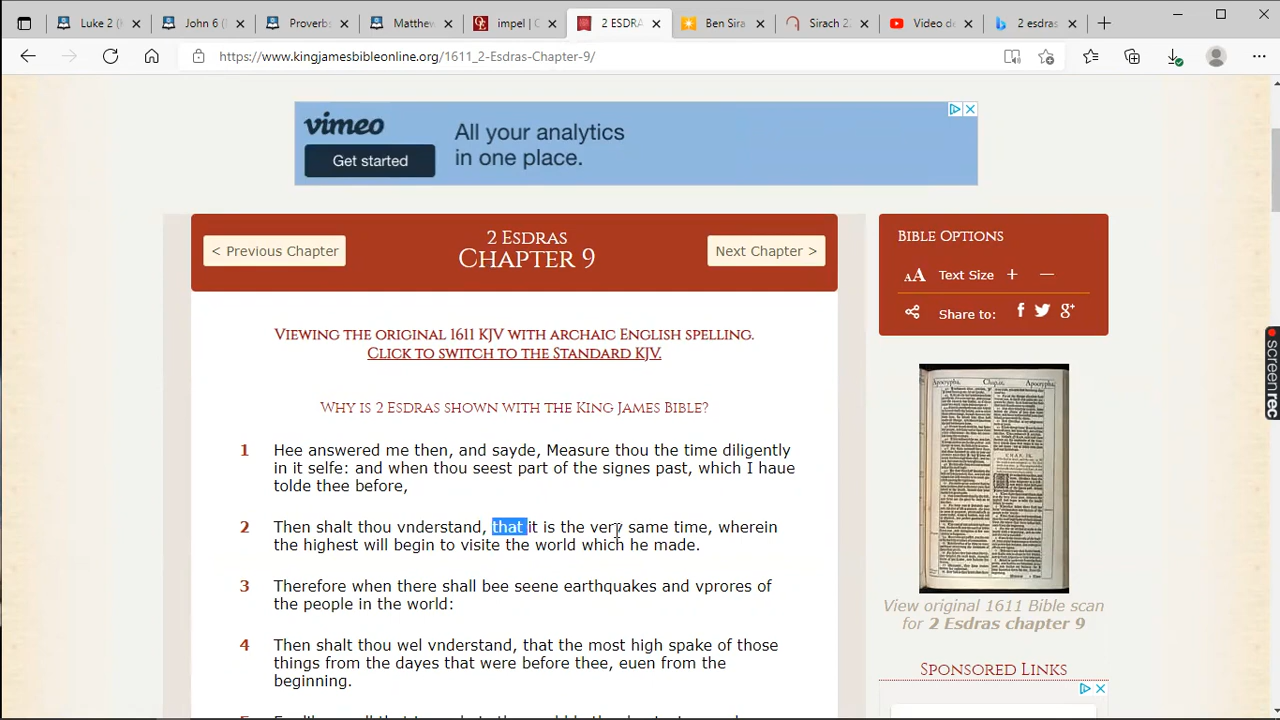 Luke 2 (
John 6 (
Proverb
Matthew
OE impel | C
2 ESDR
Ben Sira
Sirach 2
Video de
2 esdras
https://www.kingjamesbibleonline.org/1611_2-Esdras-Chapter-9/
vimeo
Get started
All your analytics
in one place.
< Previous Chapter
2 Esdras
Chapter 9
Next Chapter >
Viewing the original 1611 KJV with archaic English spelling.
Click to switch to the Standard KJV.
Why is 2 Esdras shown with the King James Bible?
1 Hee answered me then, and sayde, Measure thou the time diligently
in it selfe: and when thou seest part of the signes past, which I haue
tolde thee before,
2 Then shalt thou vnderstand, that it is the very same time, wherein
the highest will begin to visite the world which he made.
3 Therefore when there shall bee seene earthquakes and vprores of
the people in the world:
4 Then shalt thou wel vnderstand, that the most high spake of those
things from the dayes that were before thee, euen from the
beginning.
Bible Options
AA Text Size + —
Share to: f g+
Apocrypha. Chap. Apocrypha.
View original 1611 Bible scan
for 2 Esdras chapter 9
Sponsored Links
screenrec